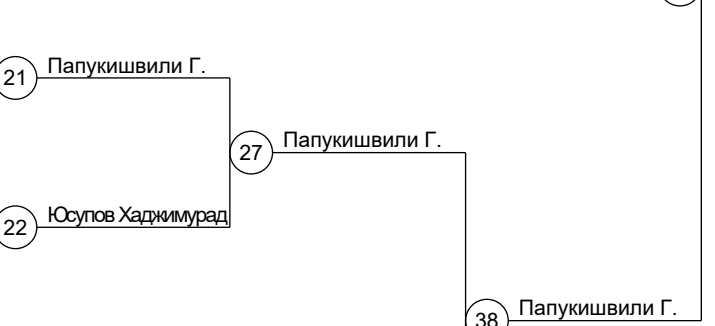 21 Папукишвили Г.
27 Папукишвили Г.
22 Юсупов Хаджимурад
38 Папукишвили Г.